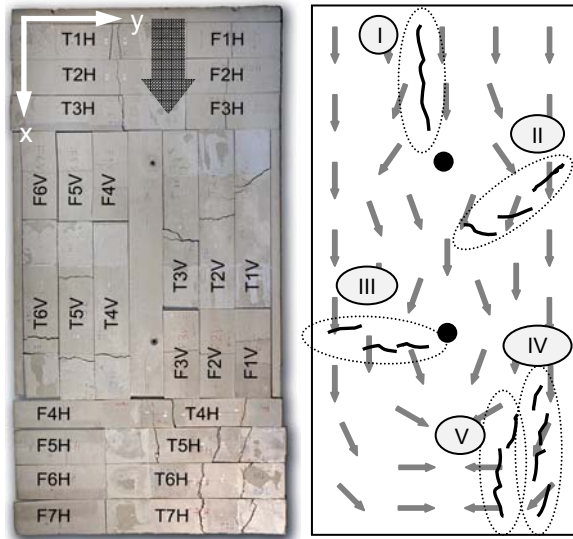 y
x
T1H F1H
T2H F2H
T3H F3H
F6V F5V F4V
T3V T2V T1V
T6V T5V T4V
F3V F2V F1V
F4H T4H
F5H T5H
F6H T6H
F7H T7H
I
II
III
IV
V